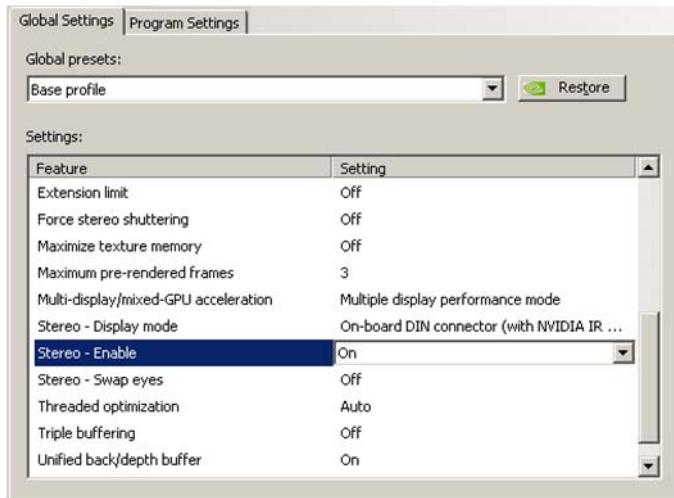 Global Settings Program Settings
Global presets:
Base profile Restore
Settings:
Feature Setting
Extension limit Off
Force stereo shuttering Off
Maximize texture memory Off
Maximum pre-rendered frames 3
Multi-display/mixed-GPU acceleration Multiple display performance mode
Stereo - Display mode On-board DIN connector (with NVIDIA IR ...
Stereo - Enable On
Stereo - Swap eyes Off
Threaded optimization Auto
Triple buffering Off
Unified back/depth buffer On